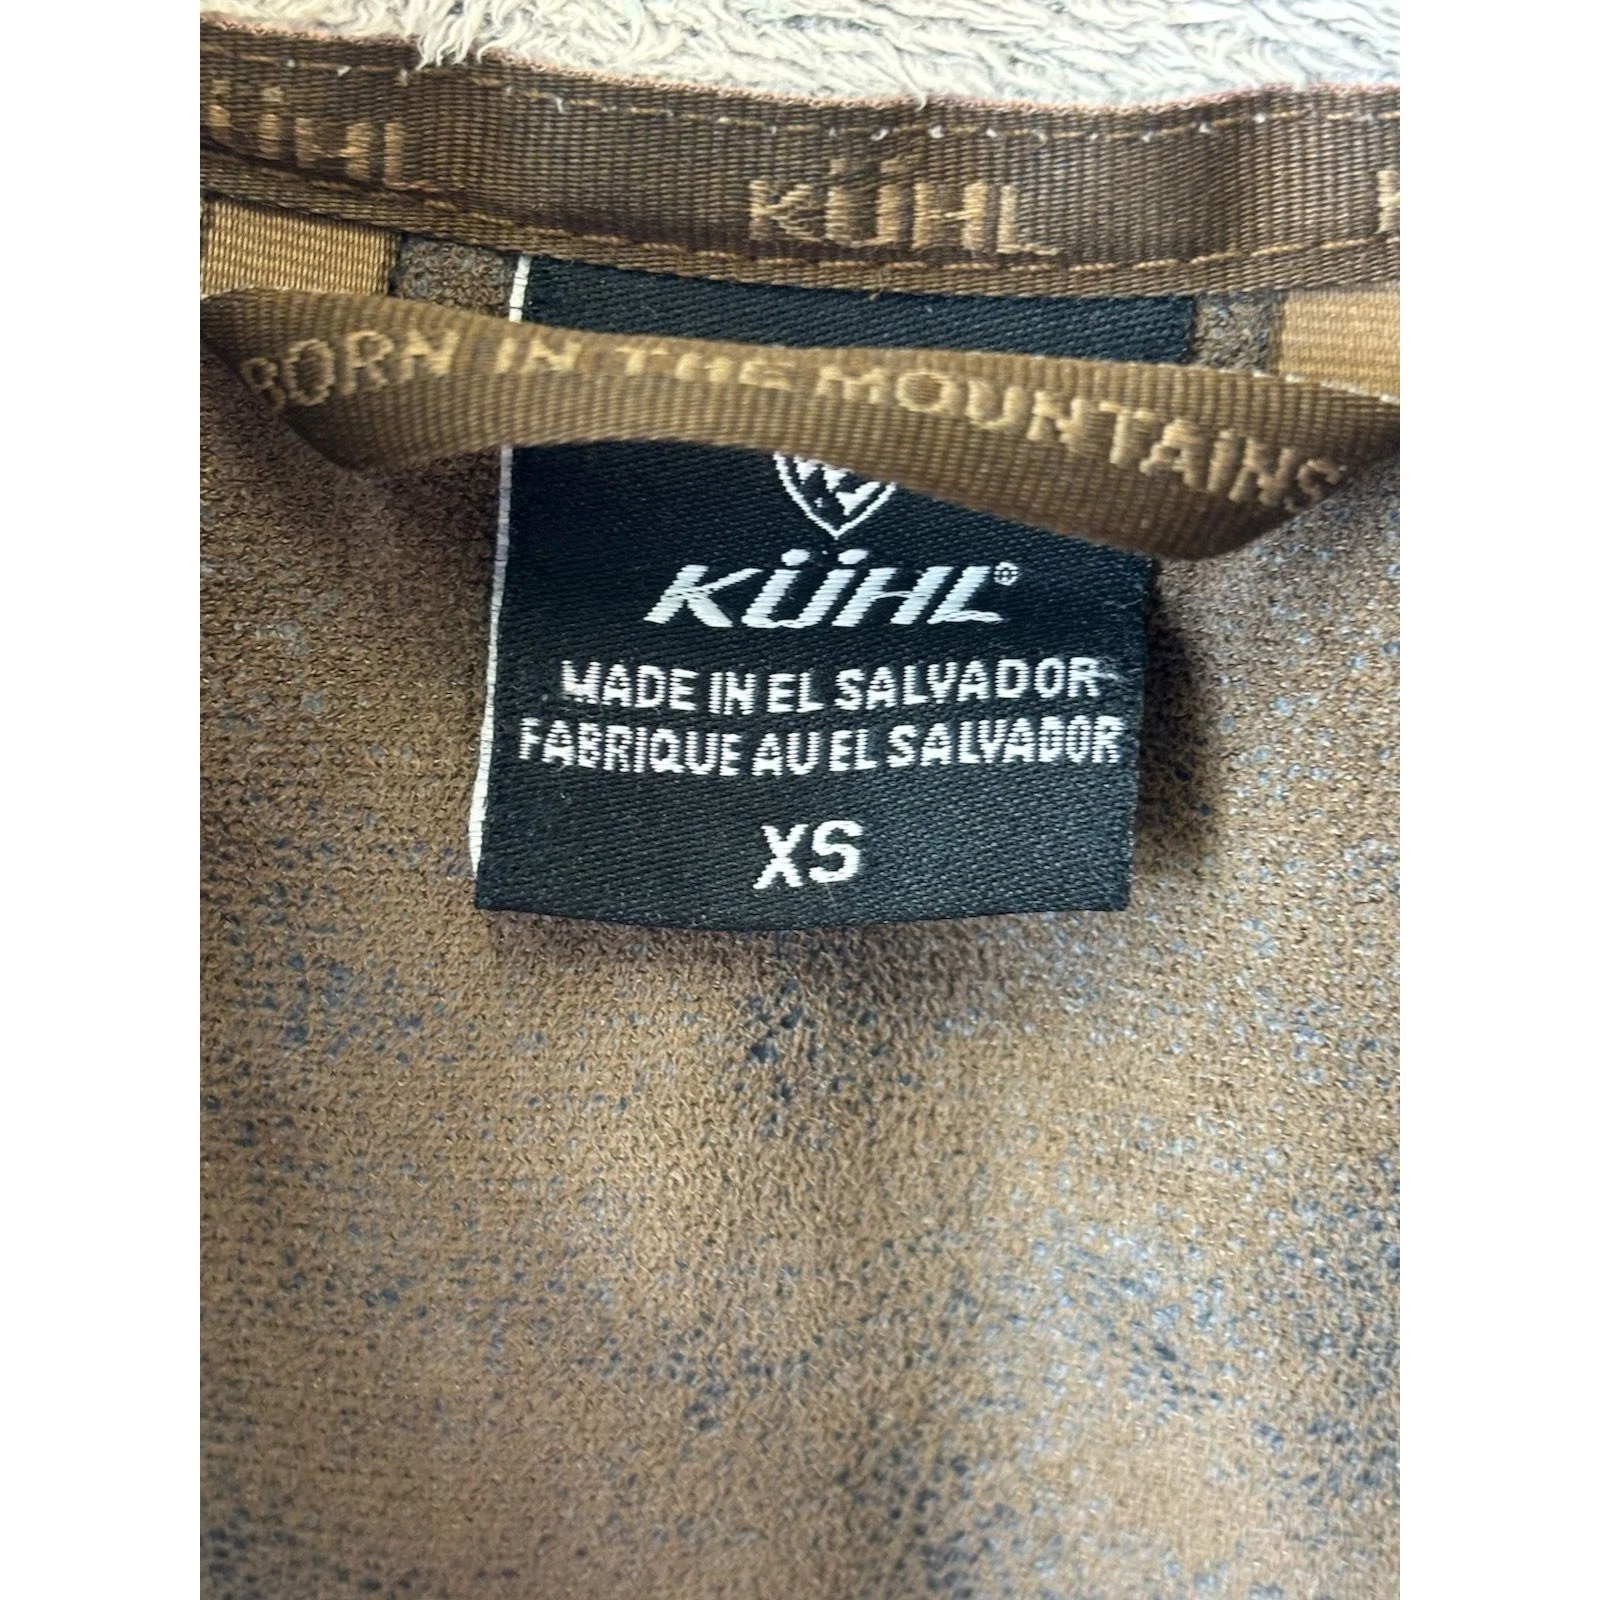 KÜHL KÜHL K
BORN IN THE MOUNTAINS
KÜHL®
MADE IN EL SALVADOR
FABRIQUE AU EL SALVADOR
XS